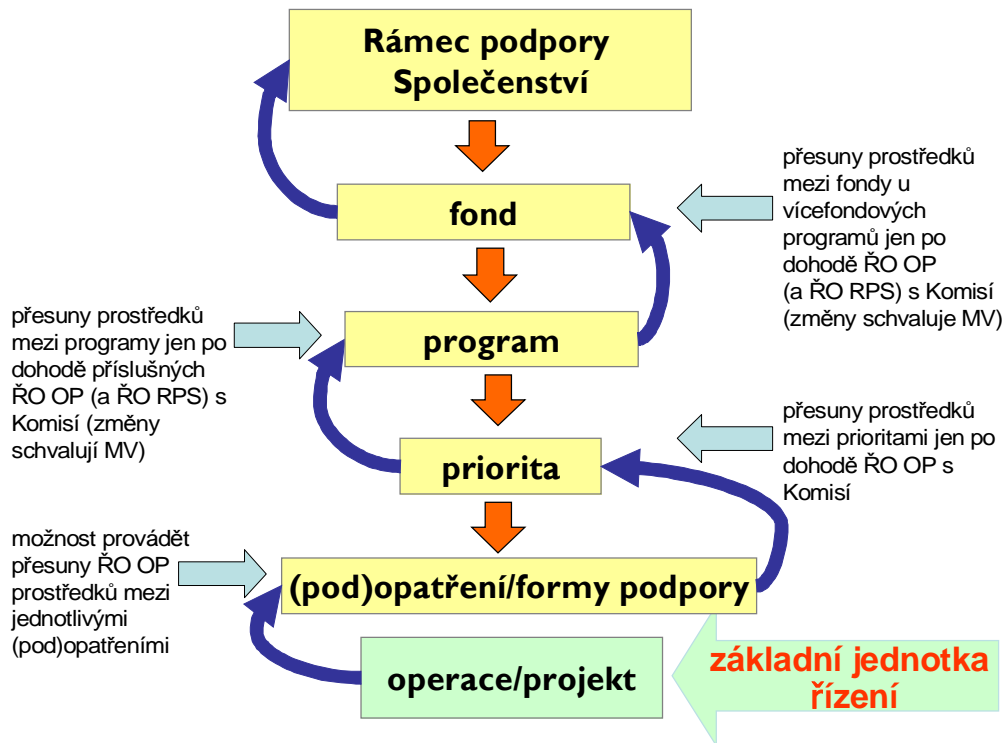 Rámec podpory
Společenství
fond
přesuny prostředků
mezi fondy u
vícefondových
programů jen po
dohodě ŘO OP
(a ŘO RPS) s Komisí
(změny schvaluje MV)
přesuny prostředků
mezi programy jen po
dohodě příslušných
ŘO OP (a ŘO RPS) s
Komisí (změny
schvalují MV)
program
priorita
přesuny prostředků
mezi prioritami jen po
dohodě ŘO OP s
Komisí
možnost provádět
přesuny ŘO OP
prostředků mezi
jednotlivými
(pod)opatřeními
(pod)opatření/formy podpory
operace/projekt
základní jednotka
řízení